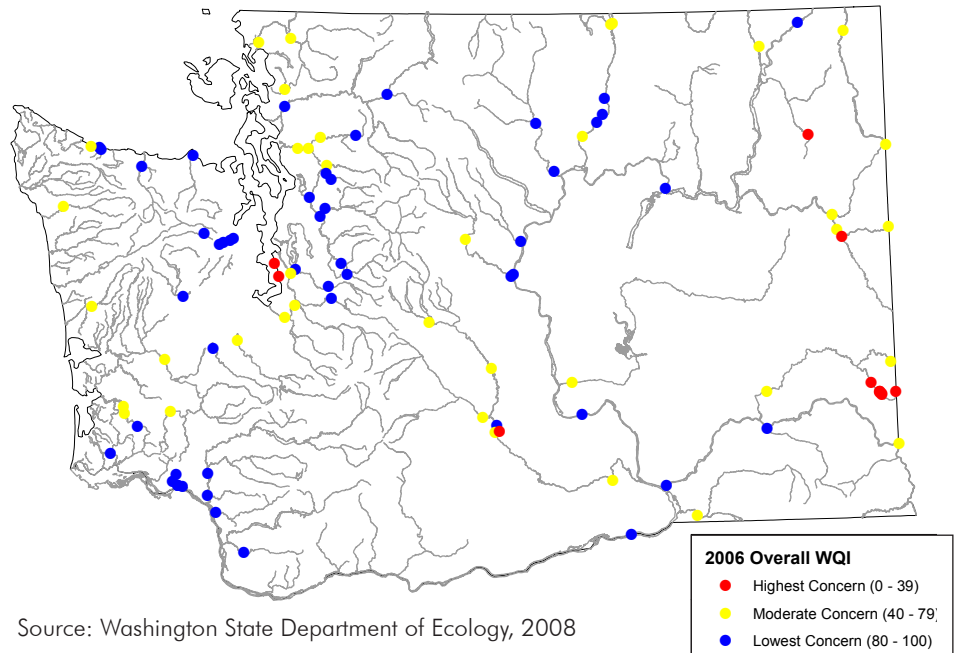 2006 Overall WQI
Highest Concern (0 - 39)
Moderate Concern (40 - 79)
Lowest Concern (80 - 100)
Source: Washington State Department of Ecology, 2008